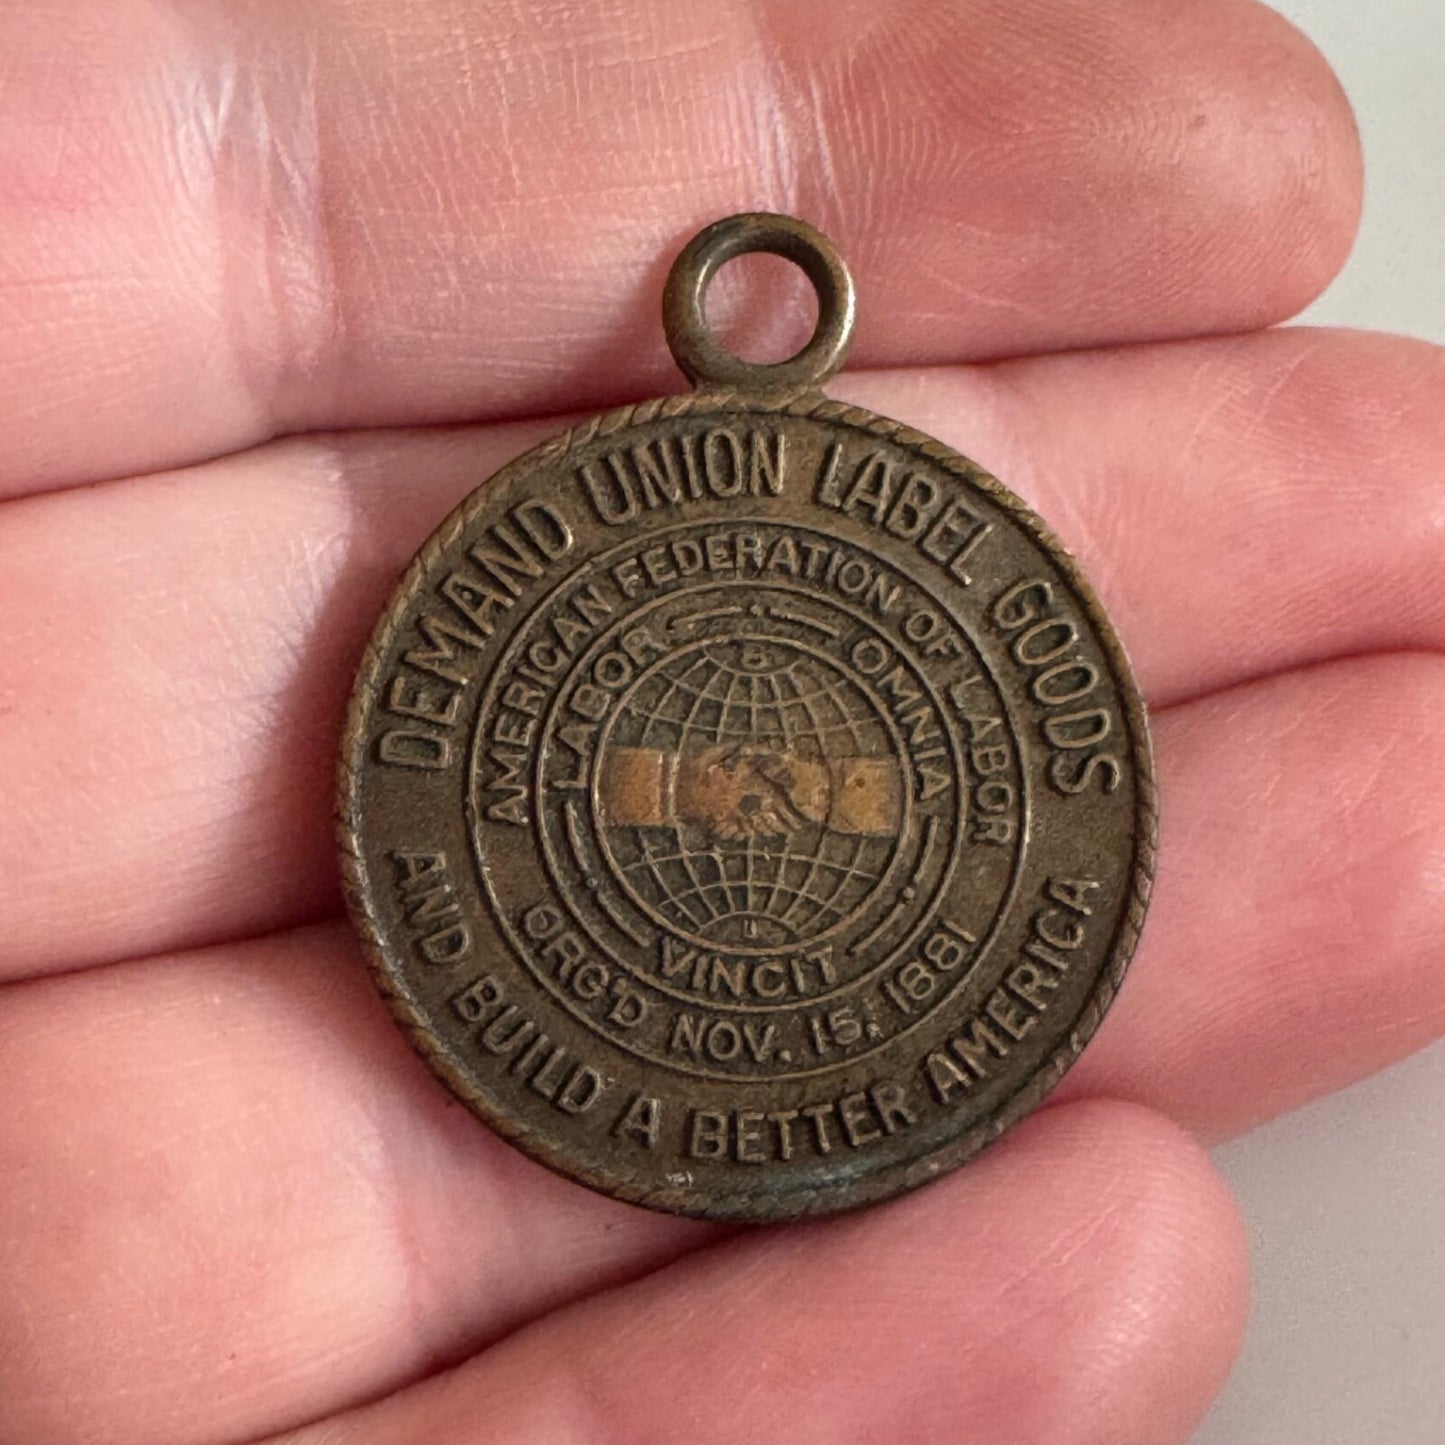 DEMAND UNION LABEL GOODS
AND BUILD A BETTER AMERICA
AMERICAN FEDERATION OF LABOR
ORG'D NOV. 15, 1881
LABOR OMNIA
VINCIT